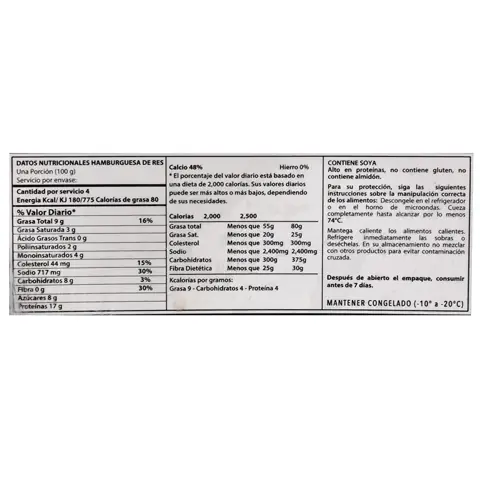 DATOS NUTRICIONALES HAMBURGUESA DE RES
Una Porción (100 g)
Servicio por envase:
Cantidad por servicio 4
Energía Kcal/ KJ 180/775 Calorías de grasa 80
% Valor Diario*
Grasa Total 9 g 16%
Grasa Saturada 3 g
Ácido Grasos Trans 0 g
Poliinsaturados 2 g
Monoinsaturados 4 g
Colesterol 44 mg 15%
Sodio 717 mg 30%
Carbohidratos 8 g 3%
Fibra 0 g 30%
Azúcares 8 g
Proteínas 17 g
Calcio 48% Hierro 0%
* El porcentaje del valor diario está basado en
una dieta de 2,000 calorías. Sus valores diarios
puede ser más altos o más bajos, dependiendo
de sus necesidades.
Calorías 2,000 2,500
Grasa total Menos que 55g 80g
Grasa Sat. Menos que 20g 25g
Colesterol Menos que 300mg 300mg
Sodio Menos que 2,400mg 2,400mg
Carbohidratos Menos que 300g 375g
Fibra Dietética Menos que 25g 30g
Kcalorías por gramos:
Grasa 9 - Carbohidratos 4 - Proteína 4
CONTIENE SOYA
Alto en proteínas, no contiene gluten, no
contiene almidón.
Para su protección, siga las siguientes
instrucciones sobre la manipulación correcta
de los alimentos: Descongele en el refrigerador
o en el horno de microondas. Cueza
completamente hasta alcanzar por lo menos
74°C.
Mantega caliente los alimentos calientes.
Refrigere inmediatamente las sobras o
deséchelas. En su almacenamiento no mezclar
con otros productos para evitar contaminación
cruzada.
Después de abierto el empaque, consumir
antes de 7 días.
MANTENER CONGELADO (-10° a -20°C)